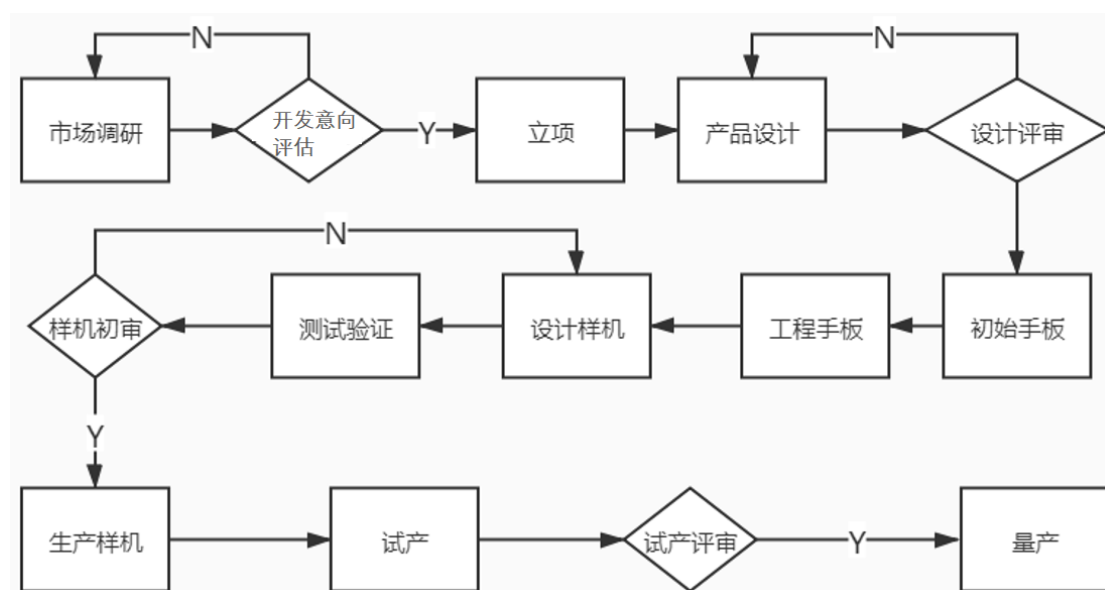 N
N
市场调研
开发意向
评估
Y
立项
产品设计
设计评审
N
样机初审
测试验证
设计样机
工程手板
初始手板
Y
生产样机
试产
试产评审
Y
量产